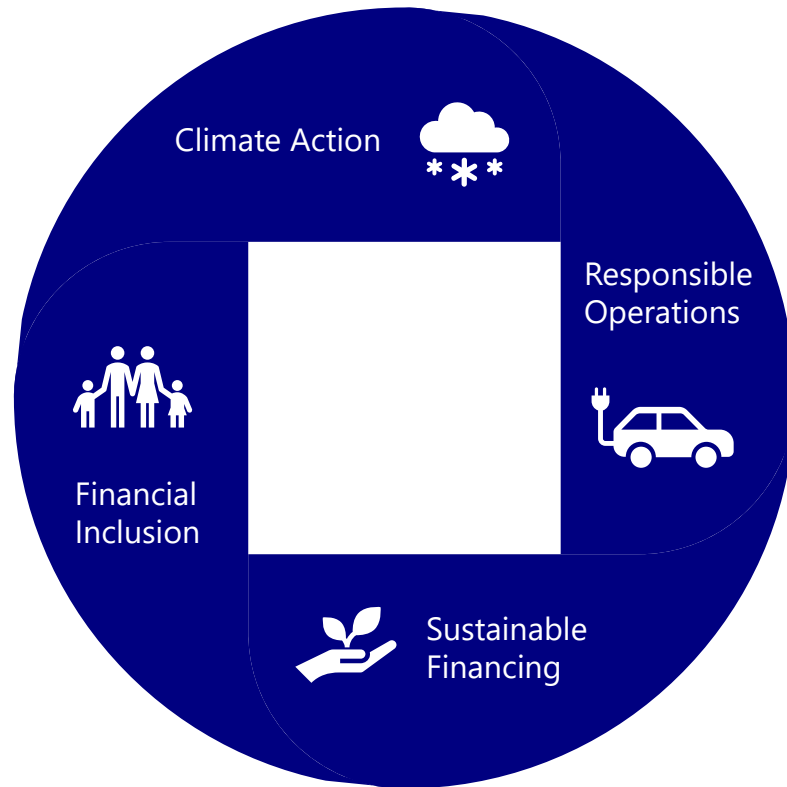 Climate Action
Responsible
Operations
Financial
Inclusion
Sustainable
Financing